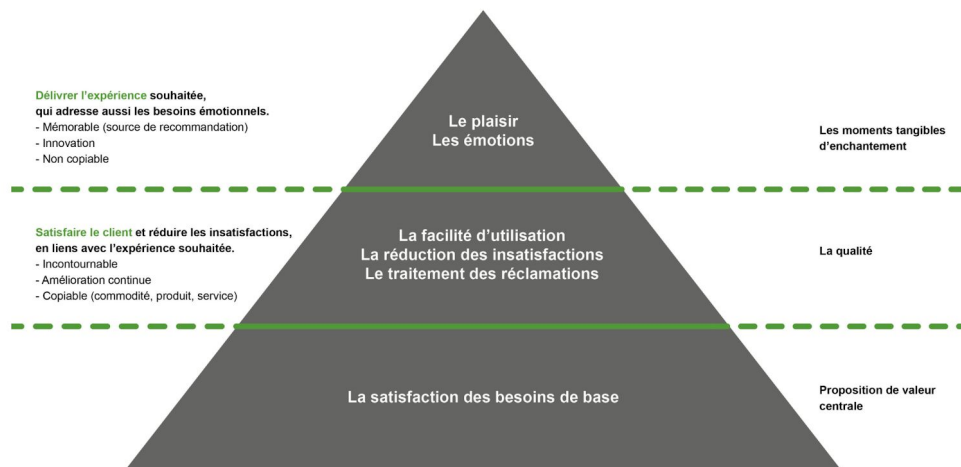 Délivrer l'expérience souhaitée,
qui adresse aussi les besoins émotionnels.
- Mémorable (source de recommandation)
- Innovation
- Non copiable
Le plaisir
Les émotions
Les moments tangibles
d'enchantement
Satisfaire le client et réduire les insatisfactions,
en liens avec l'expérience souhaitée.
- Incontournable
- Amélioration continue
- Copiable (commodité, produit, service)
La facilité d'utilisation
La réduction des insatisfactions
Le traitement des réclamations
La qualité
La satisfaction des besoins de base
Proposition de valeur
centrale